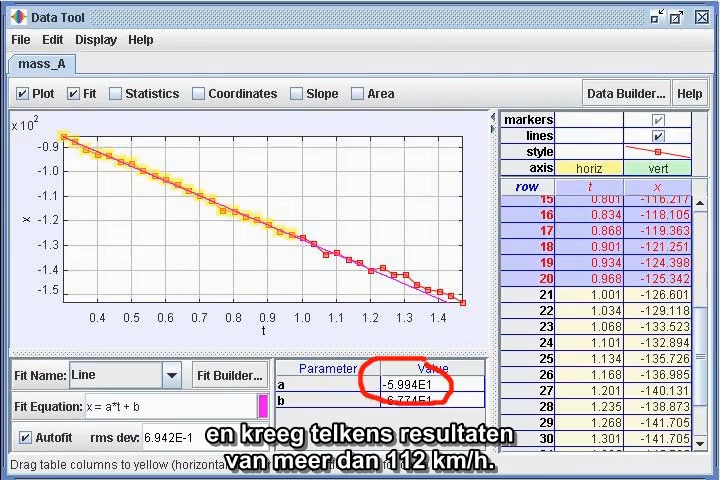 Data Tool
File Edit Display Help
mass_A
Plot Fit Statistics Coordinates Slope Area Data Builder... Help
x 10^2
-0.9
-1.0
-1.1
-1.2
-1.3
-1.4
-1.5
x
0.4 0.5 0.6 0.7 0.8 0.9 1.0 1.1 1.2 1.3 1.4
t
markers
lines
style
axis horiz vert
row t x
15 0.801 -116.217
16 0.834 -118.105
17 0.868 -119.363
18 0.901 -121.251
19 0.934 -124.398
20 0.968 -125.342
21 1.001 -126.601
22 1.034 -129.118
23 1.068 -133.523
24 1.101 -132.894
25 1.134 -135.726
26 1.168 -136.985
27 1.201 -140.131
28 1.235 -138.873
29 1.268 -141.705
30 1.301 -141.705
Fit Name: Line Fit Builder...
Fit Equation: x = a*t + b
Autofit rms dev: 6.942E-1
Parameter Value
a -5.994E1
b -6.774E1
Drag table columns to yellow (horizontal
en kreeg telkens resultaten
van meer dan 112 km/h.